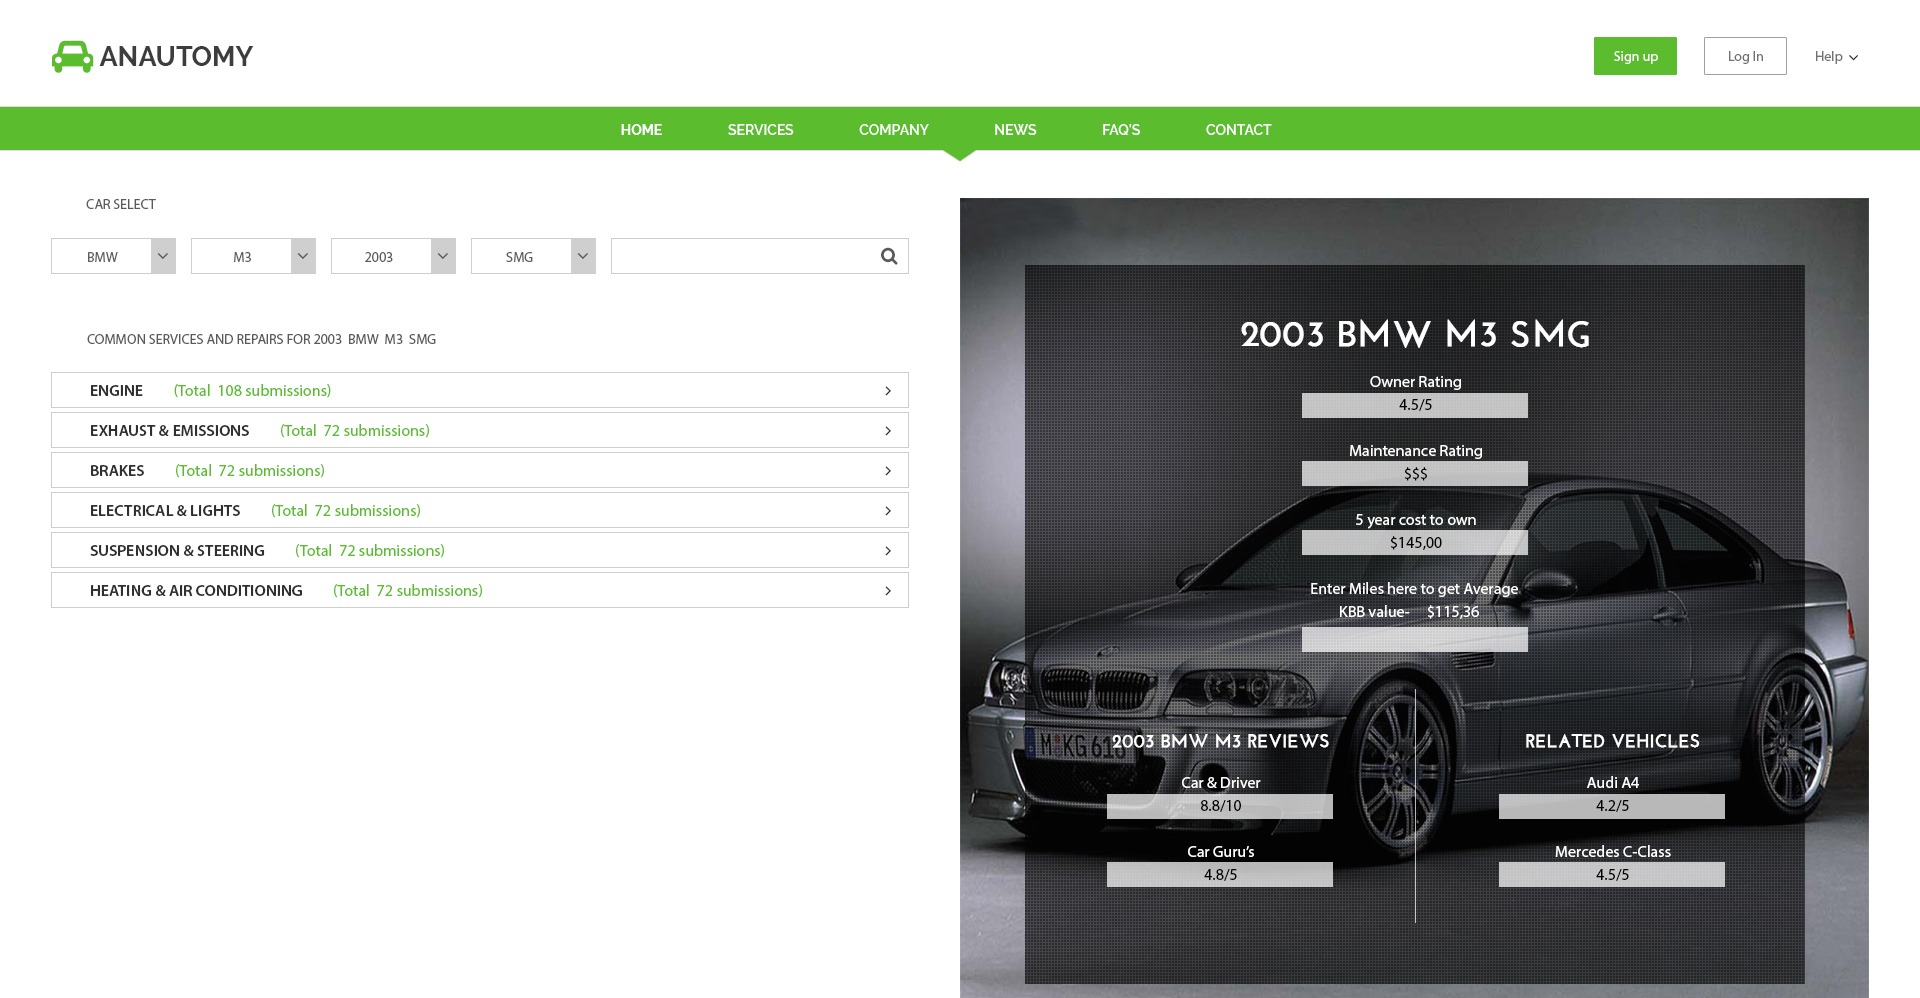 ANAUTOMY
Sign up
Log In
Help
HOME
SERVICES
COMPANY
NEWS
FAQ'S
CONTACT
CAR SELECT
BMW
M3
2003
SMG
COMMON SERVICES AND REPAIRS FOR 2003 BMW M3 SMG
ENGINE (Total 108 submissions)
EXHAUST & EMISSIONS (Total 72 submissions)
BRAKES (Total 72 submissions)
ELECTRICAL & LIGHTS (Total 72 submissions)
SUSPENSION & STEERING (Total 72 submissions)
HEATING & AIR CONDITIONING (Total 72 submissions)
2003 BMW M3 SMG
Owner Rating
4.5/5
Maintenance Rating
$$$
5 year cost to own
$145,00
Enter Miles here to get Average
KBB value- $115,36
2003 BMW M3 REVIEWS
Car & Driver
8.8/10
Car Guru's
4.8/5
RELATED VEHICLES
Audi A4
4.2/5
Mercedes C-Class
4.5/5